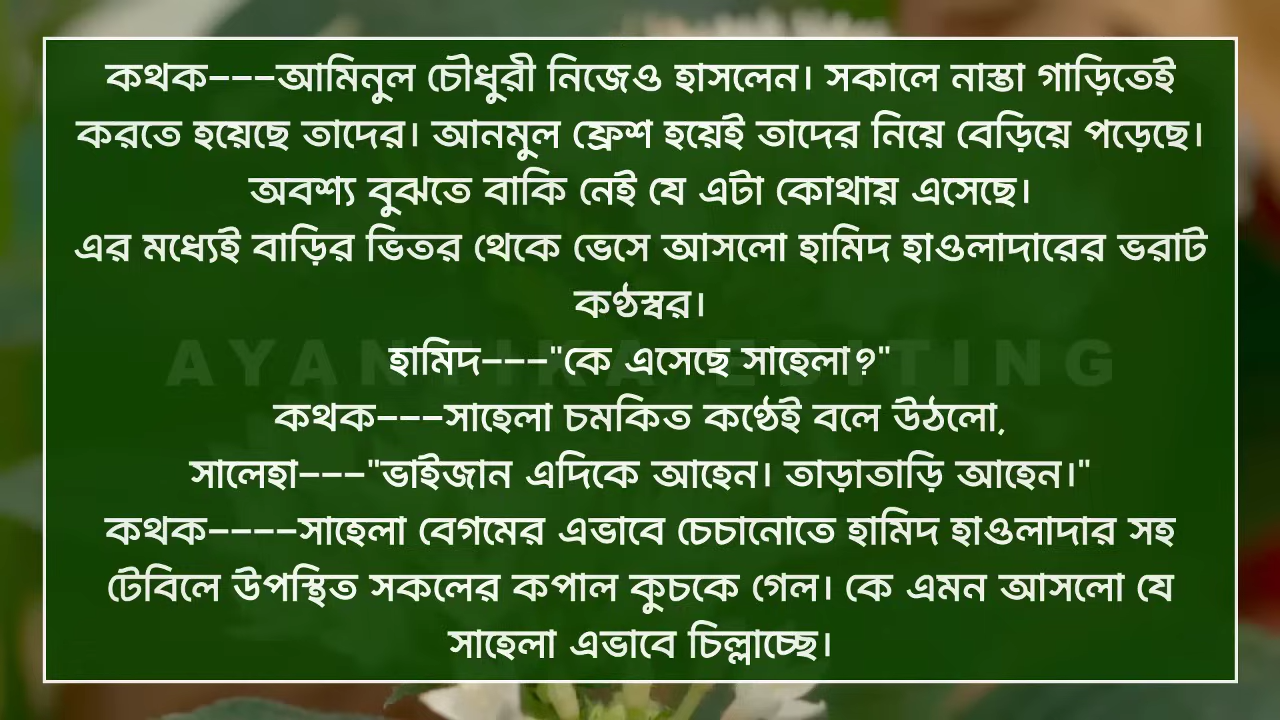 কথক---আমিনুল চৌধুরী নিজেও হাসলেন। সকালে নাস্তা গাড়িতেই
করতে হয়েছে তাদের। আনমুল ফ্রেশ হয়েই তাদের নিয়ে বেড়িয়ে পড়েছে।
অবশ্য বুঝতে বাকি নেই যে এটা কোথায় এসেছে।
এর মধ্যেই বাড়ির ভিতর থেকে ভেসে আসলো হামিদ হাওলাদারের ভরাট
কণ্ঠস্বর।
হামিদ---"কে এসেছে সাহেলা?"
AYANTIKA EDITING
কথক---সাহেলা চমকিত কণ্ঠেই বলে উঠলো,
সালেহা---"ভাইজান এদিকে আহেন। তাড়াতাড়ি আহেন।"
কথক----সাহেলা বেগমের এভাবে চেচানোতে হামিদ হাওলাদার সহ
টেবিলে উপস্থিত সকলের কপাল কুচকে গেল। কে এমন আসলো যে
সাহেলা এভাবে চিল্লাচ্ছে।